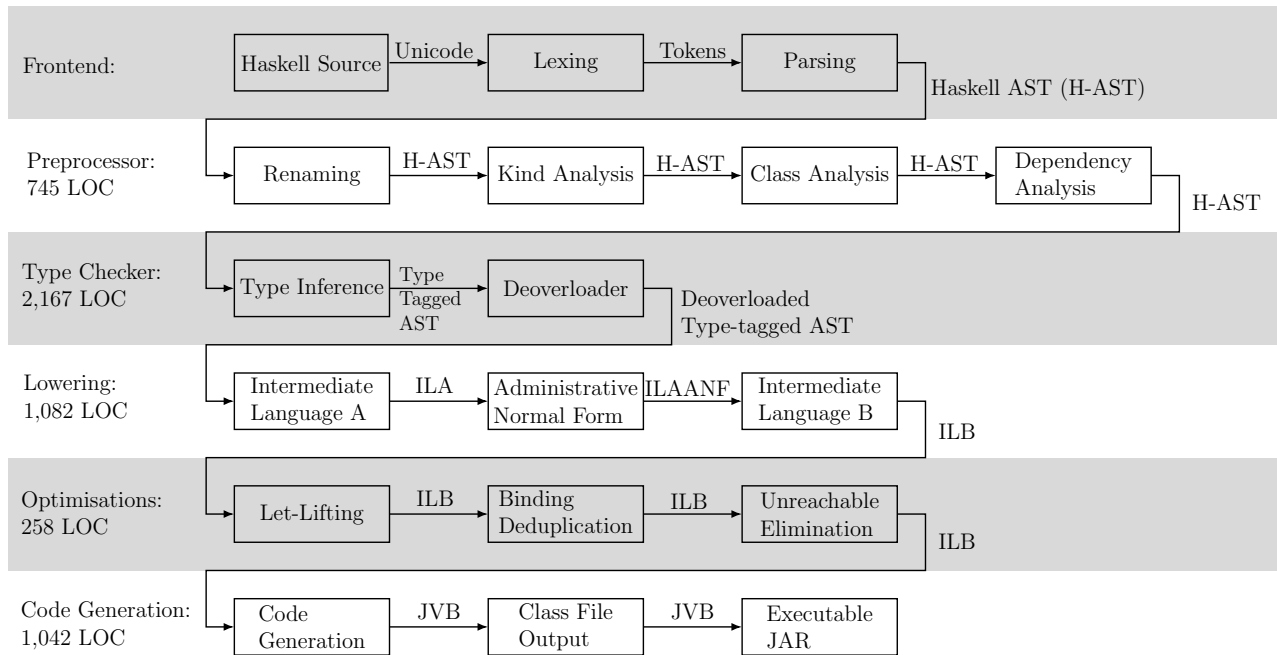 Frontend:
Haskell Source
Unicode
Lexing
Tokens
Parsing
Haskell AST (H-AST)
Preprocessor:
745 LOC
Renaming
H-AST
Kind Analysis
H-AST
Class Analysis
H-AST
Dependency
Analysis
H-AST
Type Checker:
2,167 LOC
Type Inference
Type
Tagged
AST
Deoverloader
Deoverloaded
Type-tagged AST
Lowering:
1,082 LOC
Intermediate
Language A
ILA
Administrative
Normal Form
ILAANF
Intermediate
Language B
ILB
Optimisations:
258 LOC
Let-Lifting
ILB
Binding
Deduplication
ILB
Unreachable
Elimination
ILB
Code Generation:
1,042 LOC
Code
Generation
JVB
Class File
Output
JVB
Executable
JAR